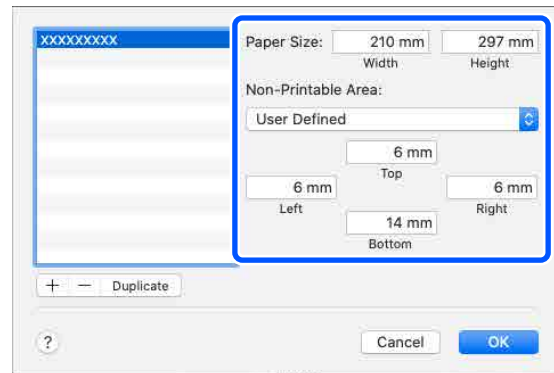 XXXXXXXXX
Paper Size: 210 mm 297 mm
Width Height
Non-Printable Area:
User Defined
6 mm
Top
6 mm 6 mm
Left Right
14 mm
Bottom
+ − Duplicate
? Cancel OK